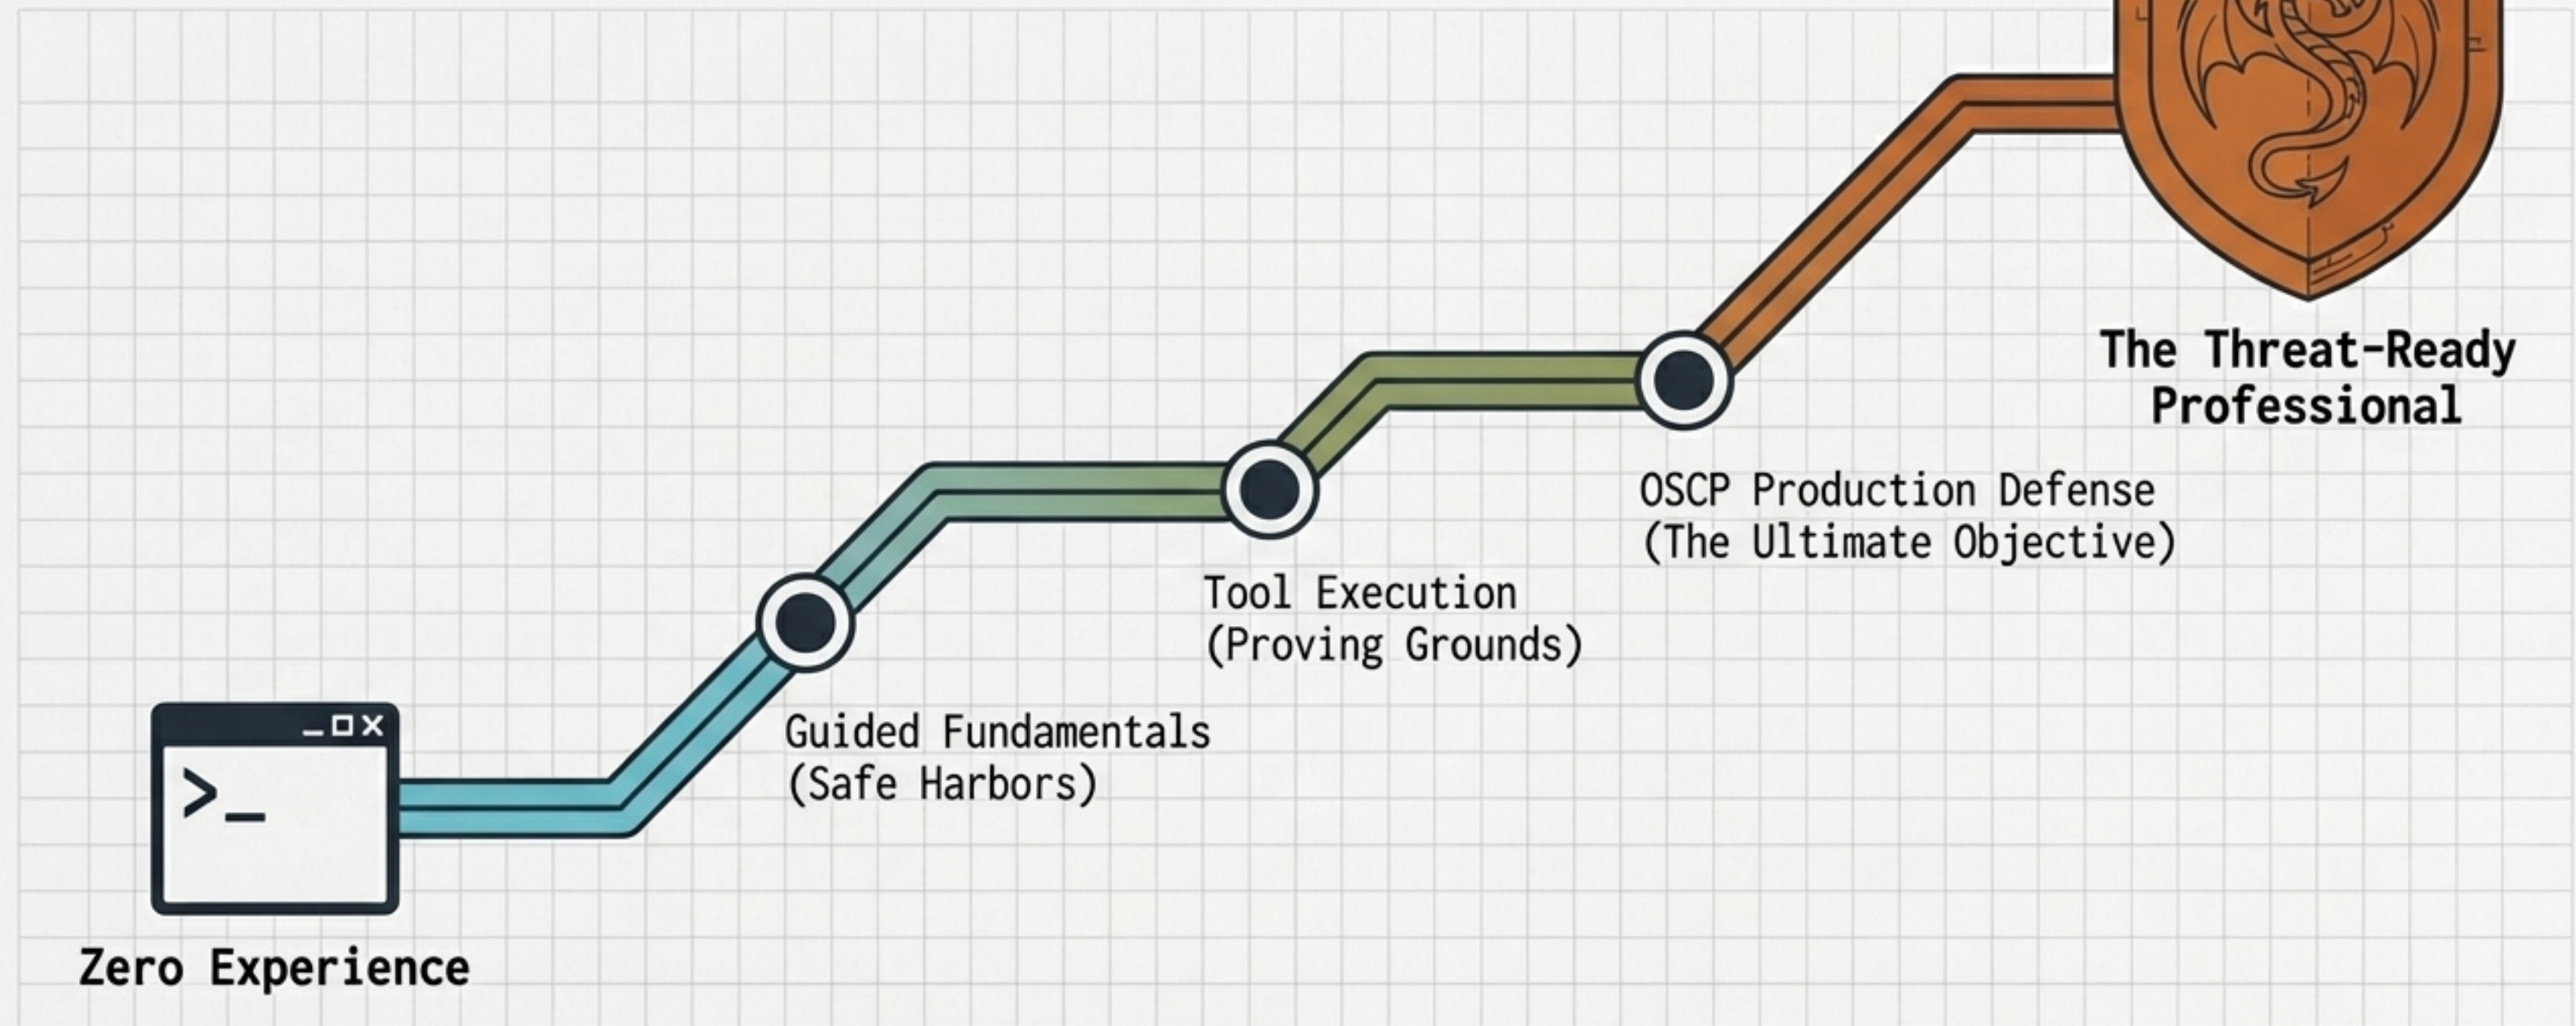 The Threat-Ready
Professional
OSCP Production Defense
(The Ultimate Objective)
Tool Execution
(Proving Grounds)
Guided Fundamentals
(Safe Harbors)
>_
Zero Experience